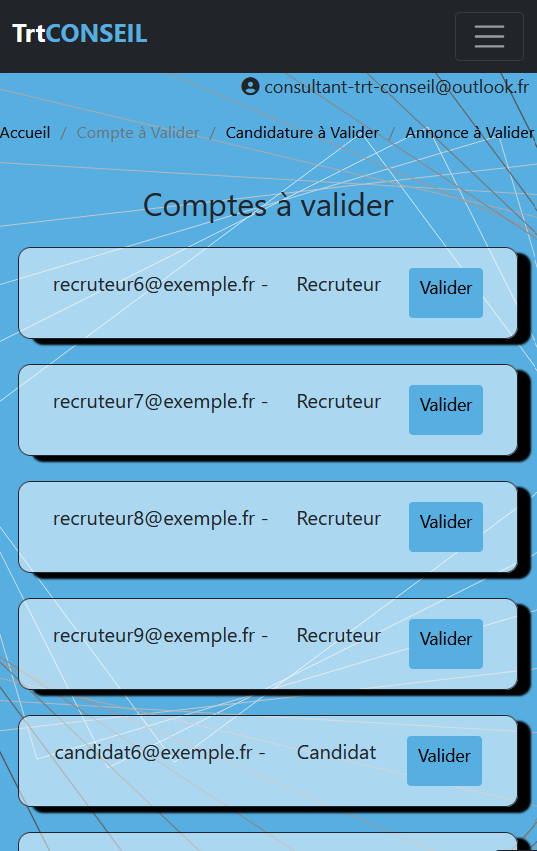 TrtCONSEIL
consultant-trt-conseil@outlook.fr
Accueil / Compte à Valider / Candidature à Valider / Annonce à Valider
Comptes à valider
recruteur6@exemple.fr - Recruteur Valider
recruteur7@exemple.fr - Recruteur Valider
recruteur8@exemple.fr - Recruteur Valider
recruteur9@exemple.fr - Recruteur Valider
candidat6@exemple.fr - Candidat Valider